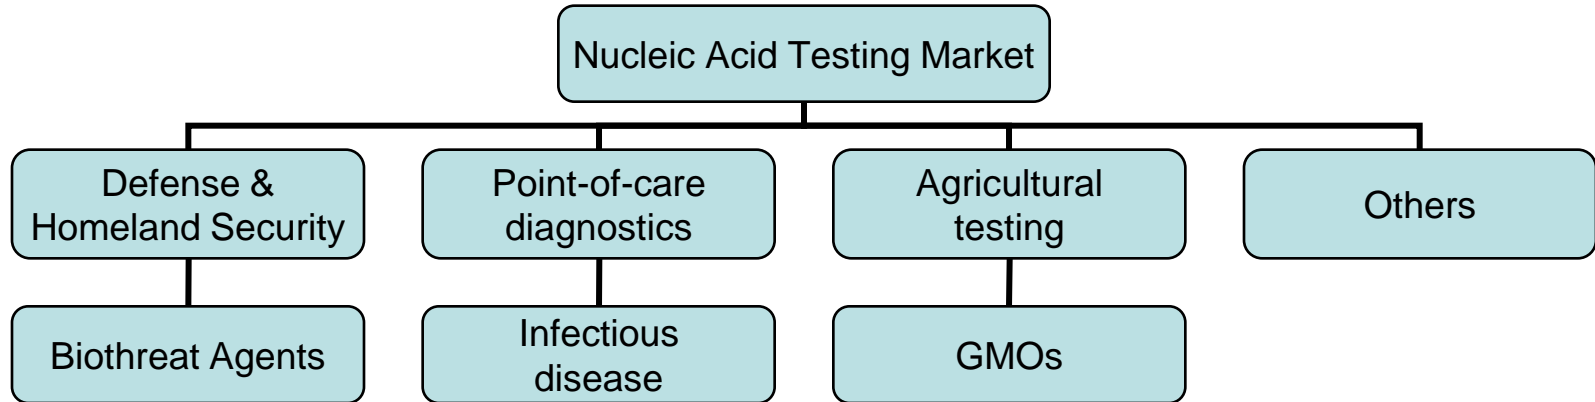 Nucleic Acid Testing Market
Defense &
Homeland Security
Point-of-care
diagnostics
Agricultural
testing
Others
Biothreat Agents
Infectious
disease
GMOs